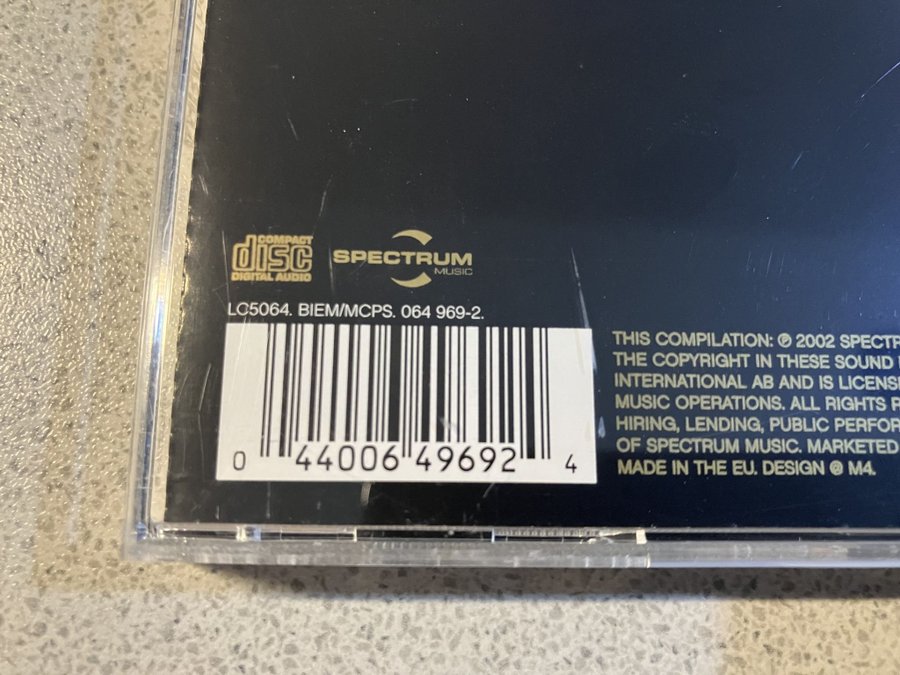 COMPACT
disc
DIGITAL AUDIO
SPECTRUM
MUSIC
LC5064. BIEM/MCPS. 064 969-2.
0 44006 49692 4
THIS COMPILATION: ℗ 2002 SPECTR
THE COPYRIGHT IN THESE SOUND
INTERNATIONAL AB AND IS LICENS
MUSIC OPERATIONS. ALL RIGHTS
HIRING, LENDING, PUBLIC PERFOR
OF SPECTRUM MUSIC. MARKETED
MADE IN THE EU. DESIGN @ M4.